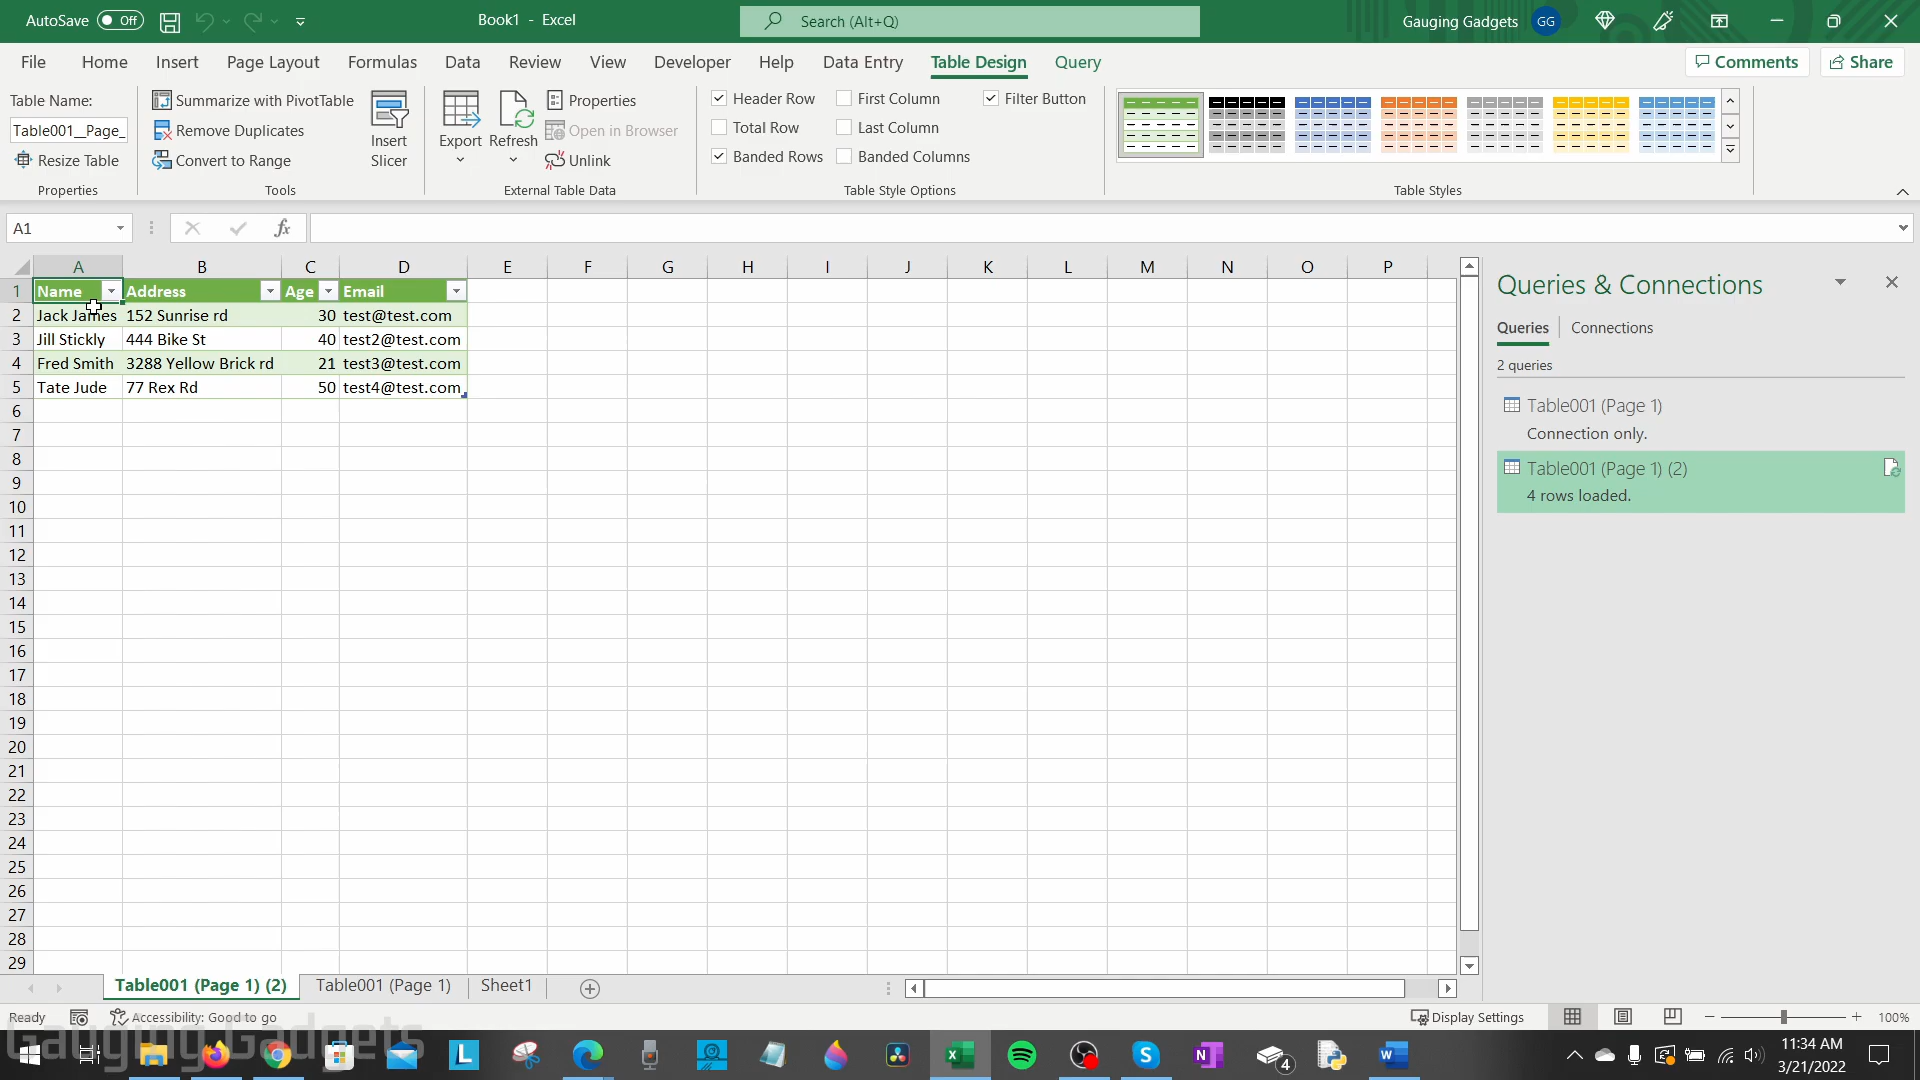 AutoSave Off Book1 - Excel Search (Alt+Q) Gauging Gadgets GG
File Home Insert Page Layout Formulas Data Review View Developer Help Data Entry Table Design Query Comments Share
Table Name:
Table001__Page_
Resize Table
Properties
Summarize with PivotTable
Remove Duplicates
Convert to Range
Tools
Insert
Slicer
Export
Refresh
Properties
Open in Browser
Unlink
External Table Data
Header Row First Column Filter Button
Total Row Last Column
Banded Rows Banded Columns
Table Style Options
Table Styles
A1 fx
A B C D E F G H I J K L M N O P
1 Name Address Age Email
2 Jack James 152 Sunrise rd 30 test@test.com
3 Jill Stickly 444 Bike St 40 test2@test.com
4 Fred Smith 3288 Yellow Brick rd 21 test3@test.com
5 Tate Jude 77 Rex Rd 50 test4@test.com
6
7
8
9
10
11
12
13
14
15
16
17
18
19
20
21
22
23
24
25
26
27
28
29
Queries & Connections
Queries Connections
2 queries
Table001 (Page 1)
Connection only.
Table001 (Page 1) (2)
4 rows loaded.
Table001 (Page 1) (2) Table001 (Page 1) Sheet1
Ready Accessibility: Good to go Display Settings 100%
Gauging Gadgets
L
X
S
N
4
W
11:34 AM
3/21/2022